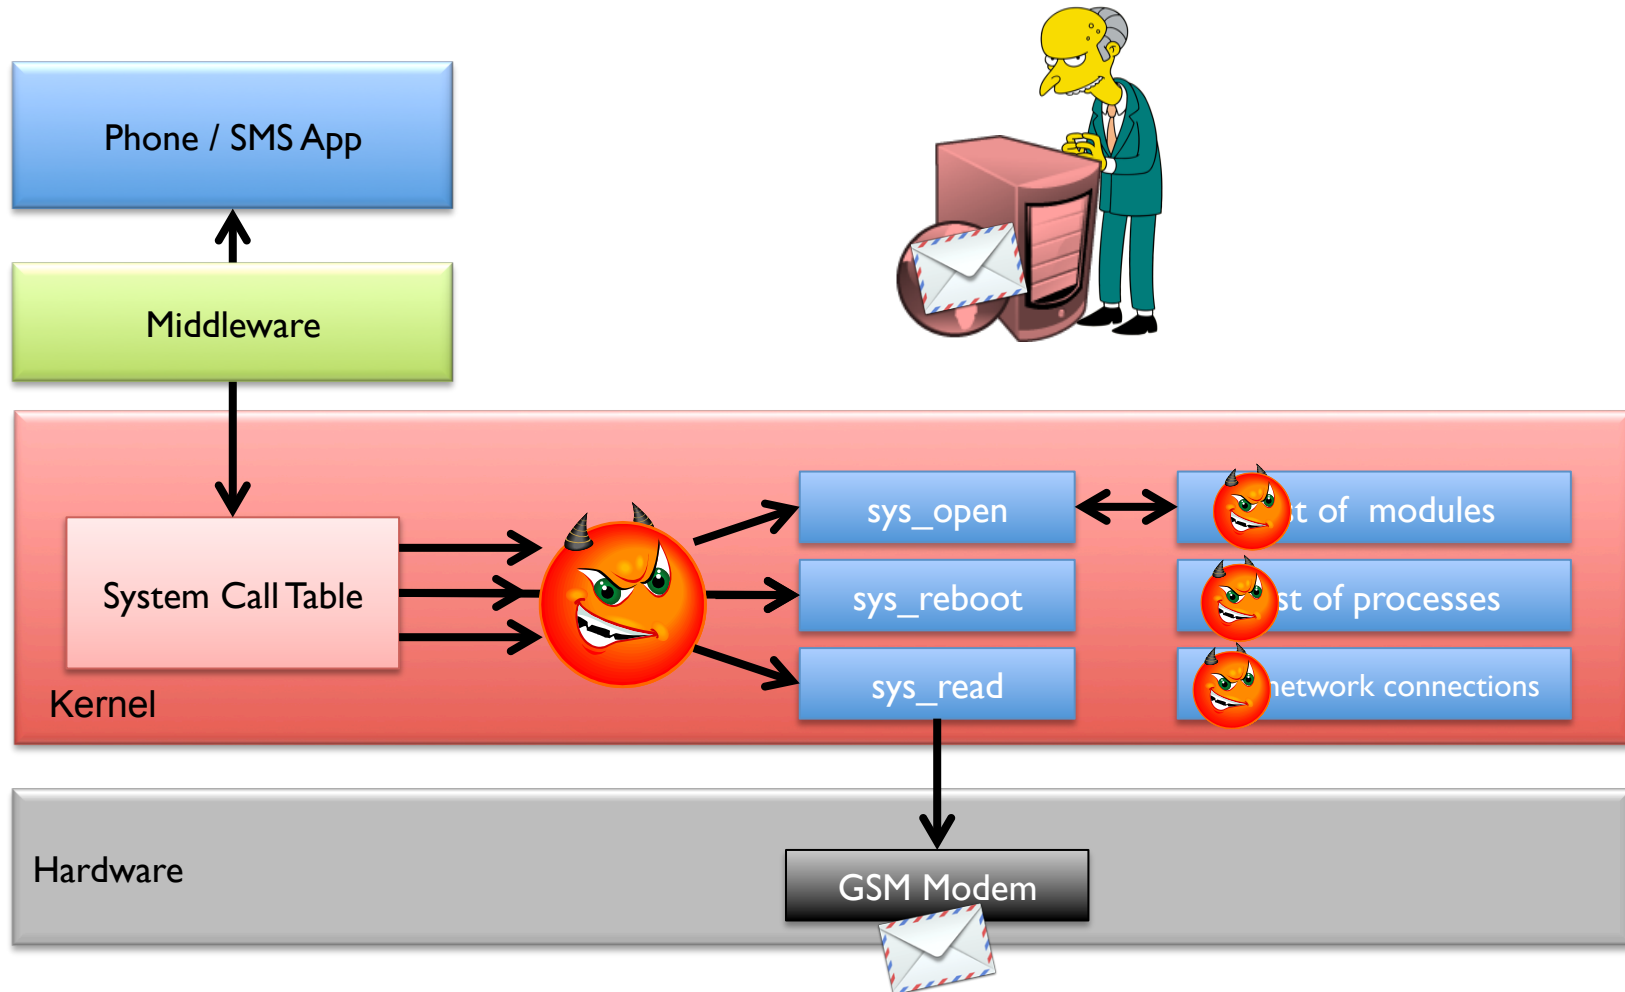 Phone / SMS App
Middleware
System Call Table
Kernel
sys_open
sys_reboot
sys_read
st of modules
st of processes
network connections
Hardware
GSM Modem